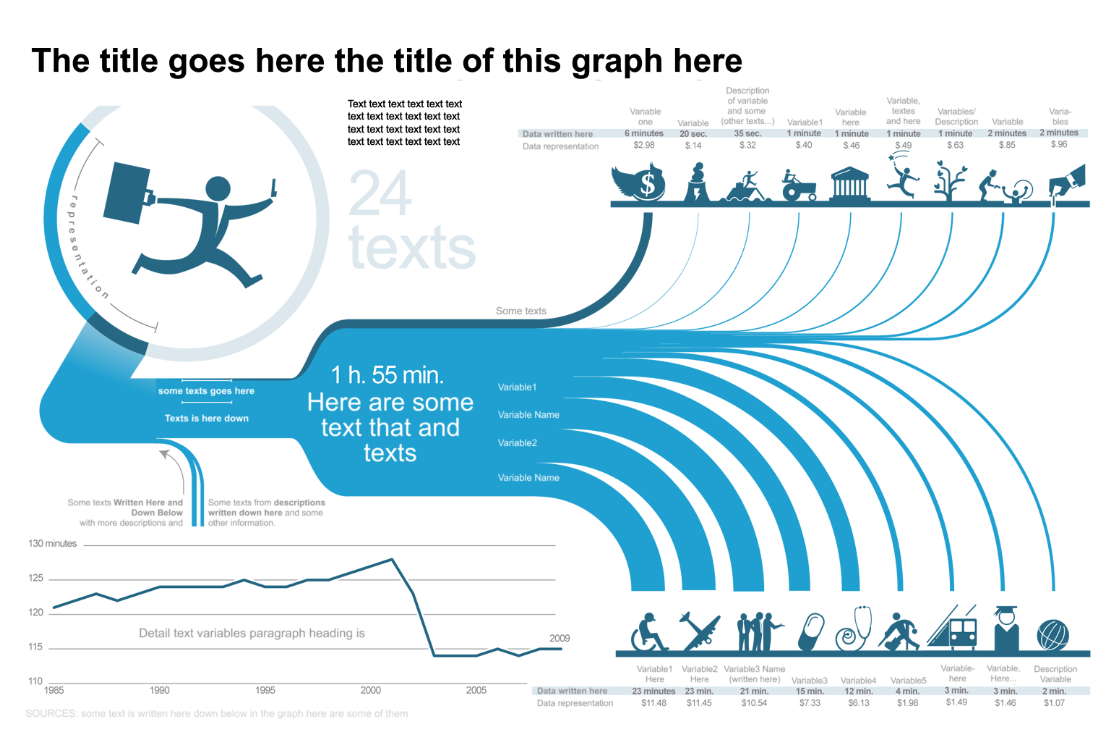 The title goes here the title of this graph here
Text text text text text text
text text text text text text
text text text text text text
text text text text text text
24
texts
representation
Variable
one
Variable
Description
of variable
and some
(other texts...)
Variable1
Variable
here
Variable,
textes
and here
Variables/
Description
Variable
Varia-
bles
Data written here 6 minutes 20 sec. 35 sec. 1 minute 1 minute 1 minute 1 minute 2 minutes 2 minutes
Data representation $2.98 $.14 $.32 $.40 $.46 $.49 $.63 $.85 $.96
$
Some texts
1 h. 55 min.
Here are some
text that and
texts
some texts goes here
Texts is here down
Variable1
Variable Name
Variable2
Variable Name
Some texts Written Here and
Down Below
with more descriptions and
Some texts from descriptions
written down here and some
other information.
130 minutes
125
120
115
110
Detail text variables paragraph heading is
2009
1985 1990 1995 2000 2005
Variable1
Here
Variable2
Here
Variable3 Name
(written here)
Variable3
Variable4
Variable5
Variable-
here
Variable,
Here...
Description
Variable
Data written here 23 minutes 23 min. 21 min. 15 min. 12 min. 4 min. 3 min. 3 min. 2 min.
Data representation $11.48 $11.45 $10.54 $7.33 $6.13 $1.98 $1.49 $1.46 $1.07
SOURCES; some text is written here down below in the graph here are some of them